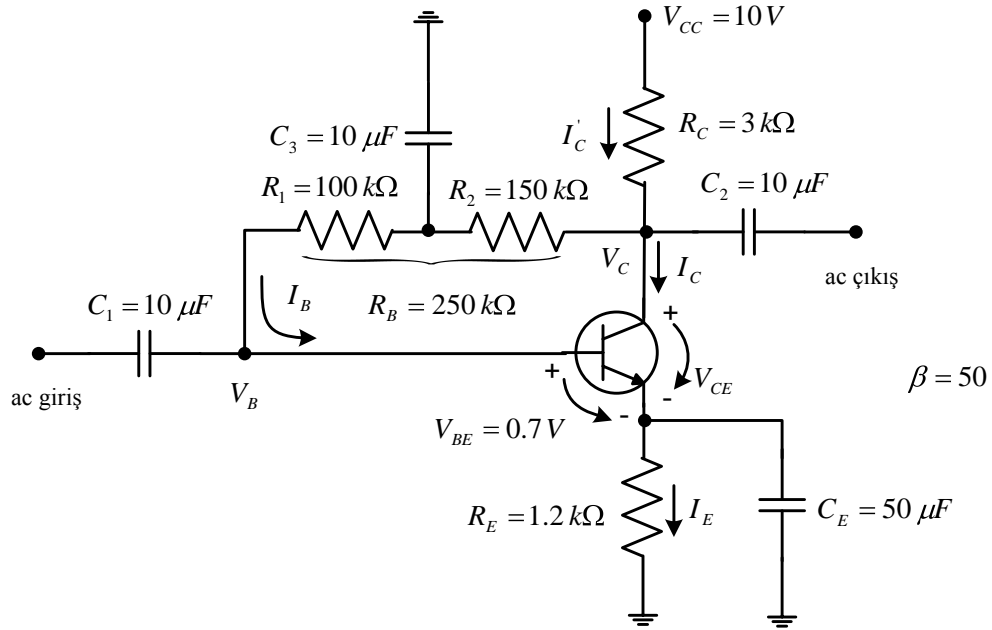 V_CC = 10 V
C_3 = 10 μF
I_C'
R_C = 3 kΩ
R_1 = 100 kΩ
R_2 = 150 kΩ
C_2 = 10 μF
V_C
I_C
ac çıkış
C_1 = 10 μF
I_B
R_B = 250 kΩ
+
+
V_CE
β = 50
ac giriş
V_B
-
-
V_BE = 0.7 V
R_E = 1.2 kΩ
I_E
C_E = 50 μF